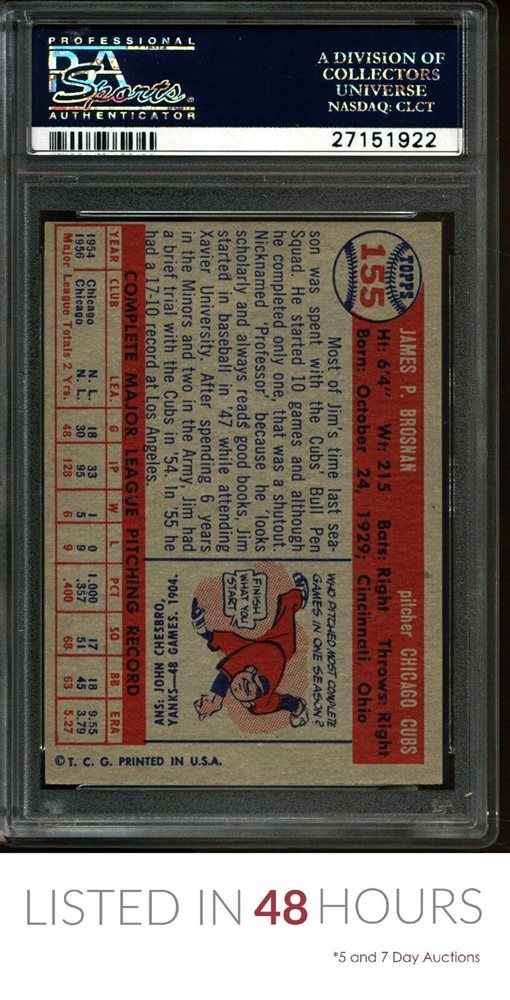 PROFESSIONAL
PSA
Sports
AUTHENTICATOR
A DIVISION OF
COLLECTORS
UNIVERSE
NASDAQ: CLCT
27151922
TOPPS
155
JAMES P. BROSNAN pitcher CHICAGO CUBS
Ht: 6'4" Wt: 215 Bats: Right Throws: Right
Born: October 24, 1929; Cincinnati, Ohio
Most of Jim's time last sea-
son was spent with the Cubs' Bull Pen
Squad. He started 10 games and although
he completed only one, that was a shutout.
Nicknamed 'Professor' because he looks
scholarly and always reads good books, Jim
started in baseball in '47 while attending
Xavier University. After spending 6 years
in the Minors and two in the Army, Jim had
a brief trial with the Cubs in '54. In '55 he
had a 17-10 record at Los Angeles.
WHO PITCHED MOST COMPLETE
GAMES IN ONE SEASON?
FINISH
WHAT YOU
START
ANS: JOHN CHESBRO,
YANKS—48 GAMES, 1904.
COMPLETE MAJOR LEAGUE PITCHING RECORD
YEAR CLUB LEA. G IP W L PCT SO BB ERA
1954 Chicago N. L. 18 33 1 0 1.000 17 18 9.55
1956 Chicago N. L. 30 95 5 9 .357 51 45 3.79
Major League Totals 2 Yrs. 48 128 6 9 .400 68 63 5.27
© T. C. G. PRINTED IN U.S.A.
LISTED IN 48 HOURS
*5 and 7 Day Auctions